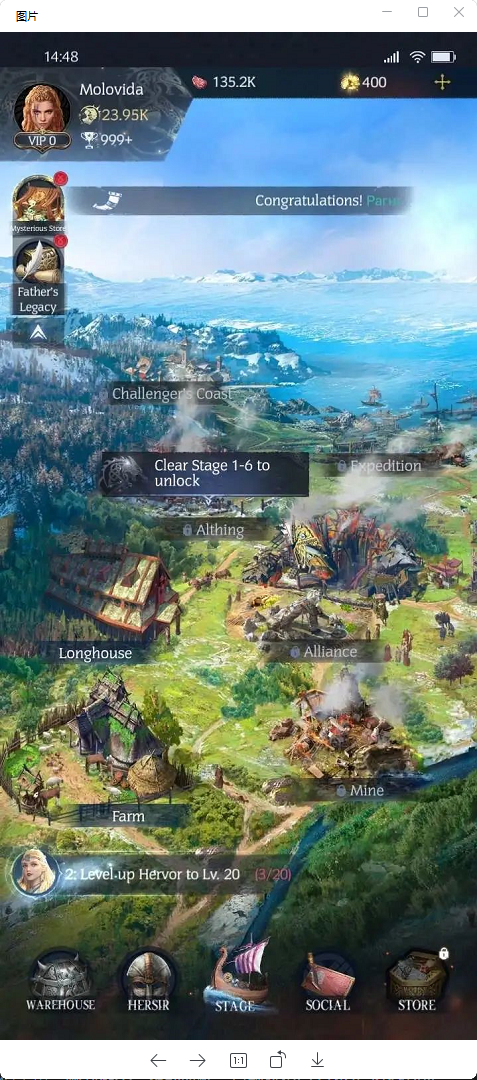 图片
14:48
Molovida
135.2K
400
23.95K
VIP 0
999+
Congratulations!
Mysterious Store
Father's
Legacy
Challenger's Coast
Clear Stage 1-6 to
unlock
Expedition
Althing
Longhouse
Alliance
Mine
Farm
2: Level-up Hervor to Lv. 20 (3/20)
WAREHOUSE
HERSIR
STAGE
SOCIAL
STORE
1:1